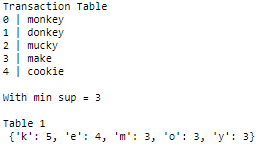 Transaction Table
0 | monkey
1 | donkey
2 | mucky
3 | make
4 | cookie
With min sup = 3
Table 1
{'k': 5, 'e': 4, 'm': 3, 'o': 3, 'y': 3}